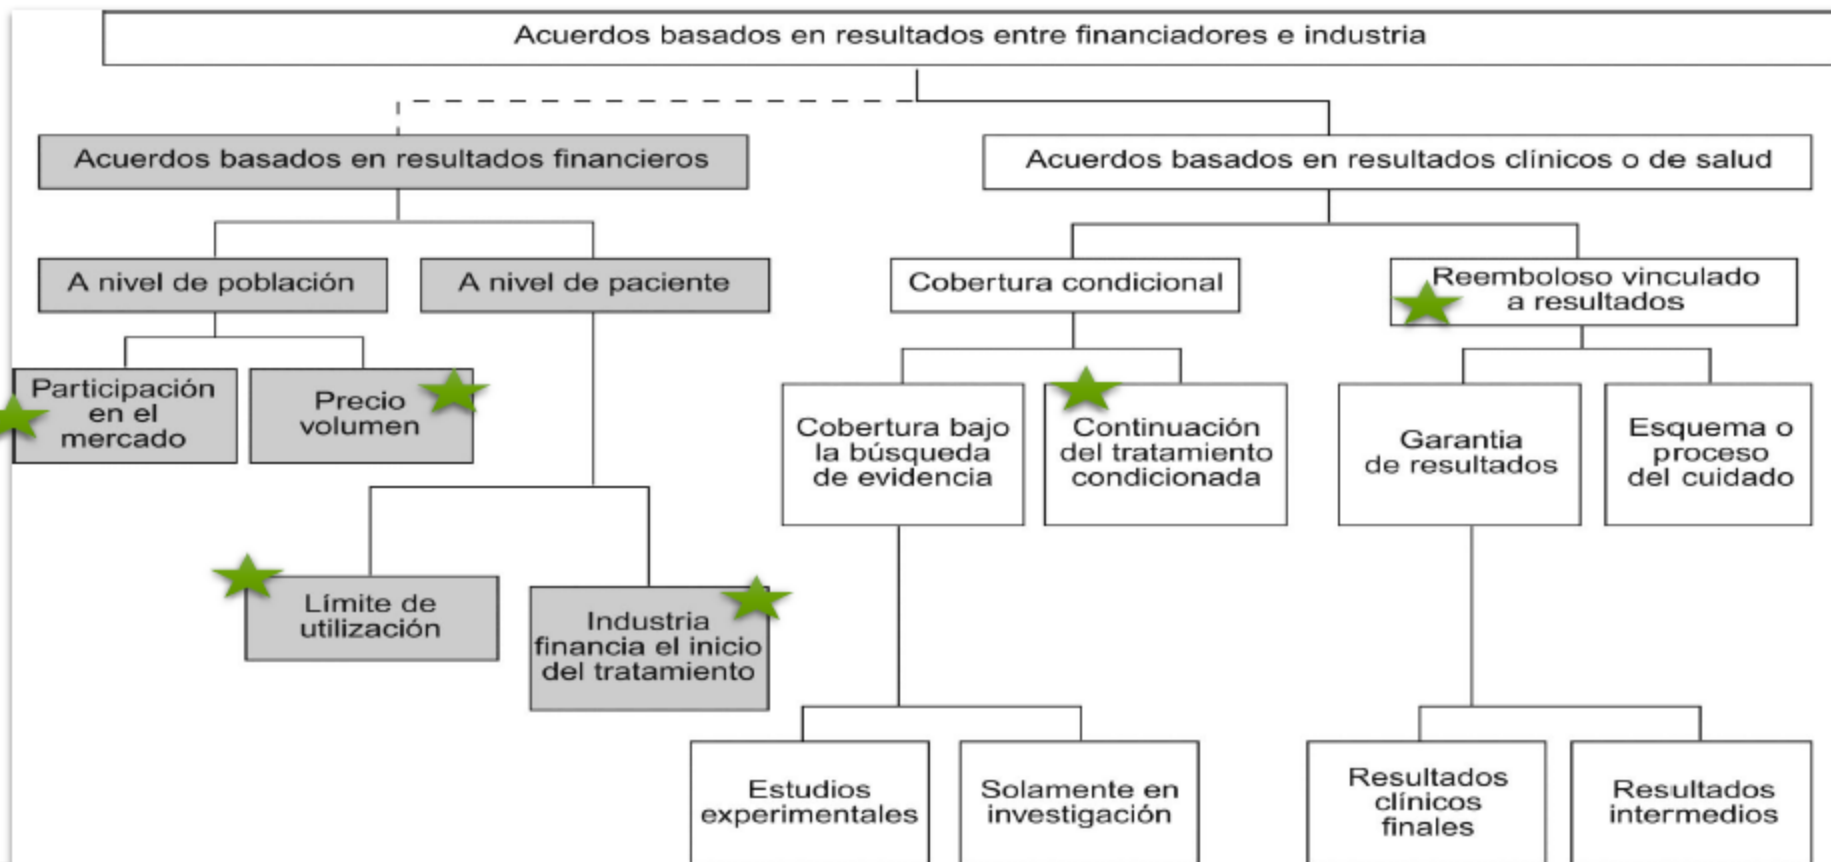 Acuerdos basados en resultados entre financiadores e industria
Acuerdos basados en resultados financieros
Acuerdos basados en resultados clínicos o de salud
A nivel de población
A nivel de paciente
Cobertura condicional
Reemboloso vinculado
a resultados
Participación
en el
mercado
Precio
volumen
Cobertura bajo
la búsqueda
de evidencia
Continuación
del tratamiento
condicionada
Garantia
de resultados
Esquema o
proceso
del cuidado
Límite de
utilización
Industria
financia el inicio
del tratamiento
Estudios
experimentales
Solamente en
investigación
Resultados
clínicos
finales
Resultados
intermedios